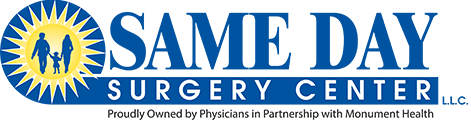 SAME DAY
SURGERY CENTER L.L.C.
Proudly Owned by Physicians in Partnership with Monument Health